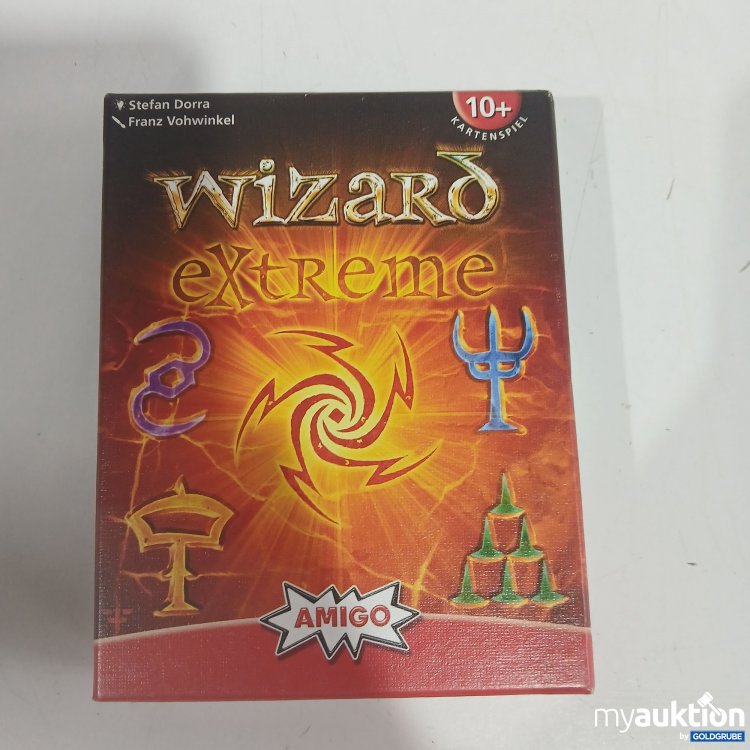 Stefan Dorra
Franz Vohwinkel
10+
KARTENSPIEL
wizard
extreme
AMIGO
myauktion
by GOLDGRUBE